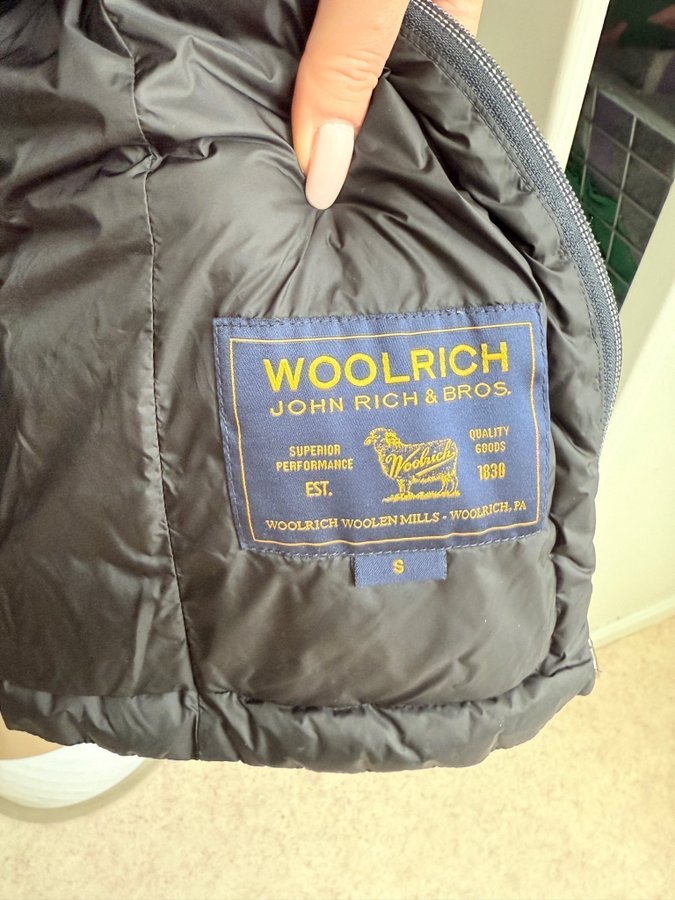 WOOLRICH
JOHN RICH & BROS.
SUPERIOR
PERFORMANCE
EST.
Woolrich
QUALITY
GOODS
1830
WOOLRICH WOOLEN MILLS - WOOLRICH, PA
S